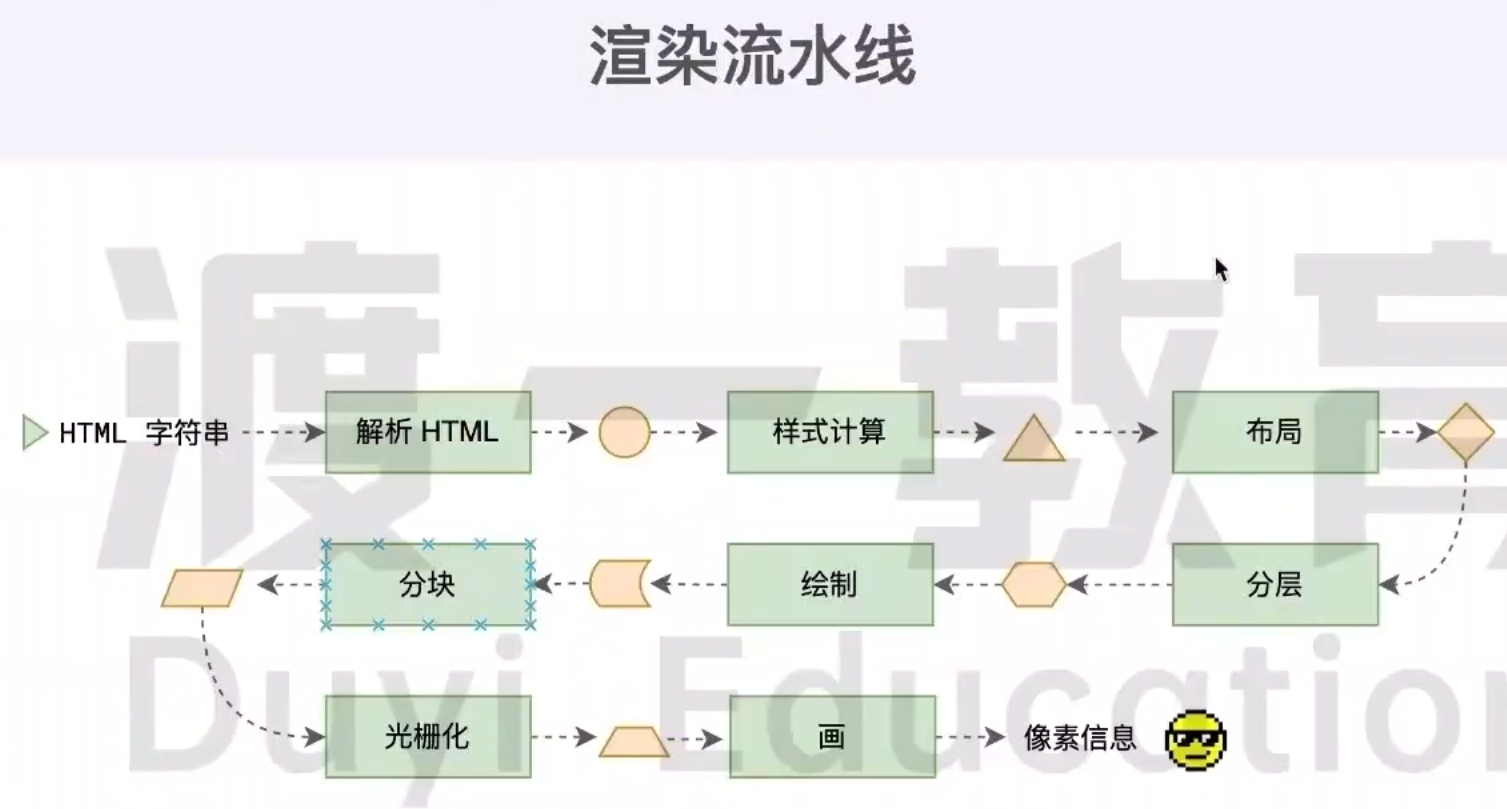 渲染流水线
渡一教育
HTML 字符串
解析 HTML
样式计算
布局
分层
绘制
分块
Duyi Education
光栅化
画
像素信息